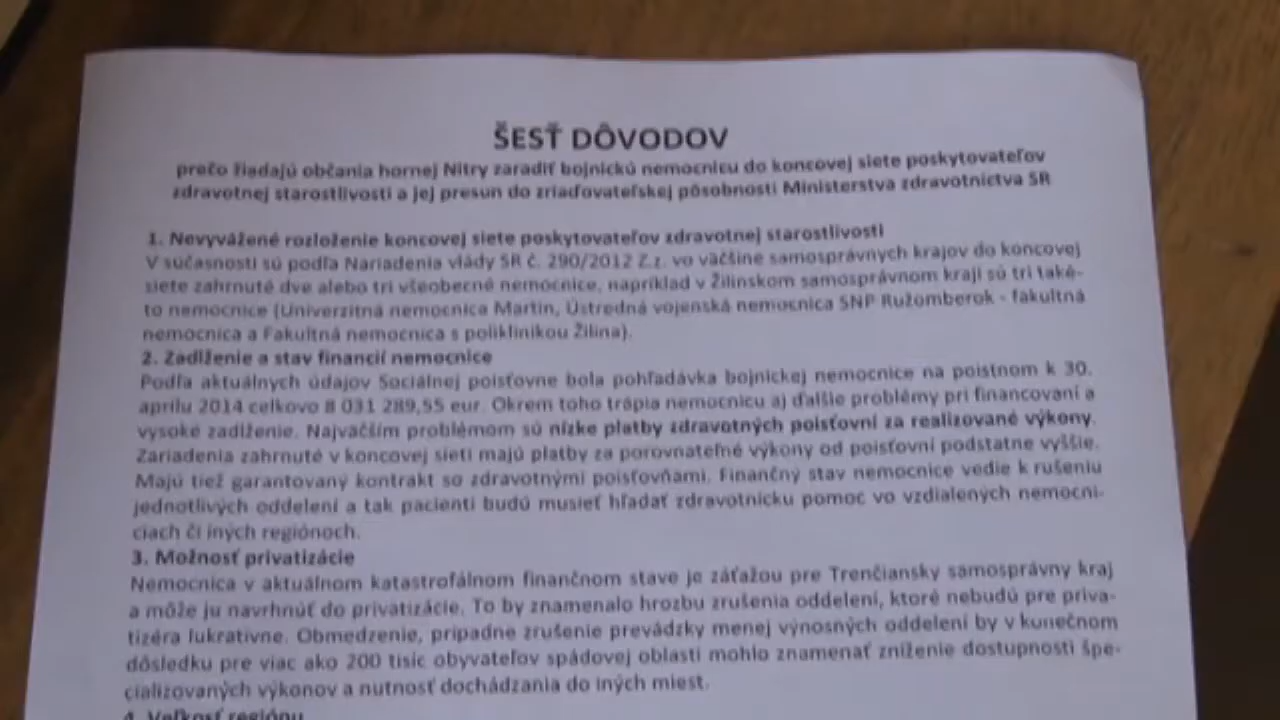 ŠESŤ DÔVODOV
prečo žiadajú občania hornej Nitry zaradiť bojnickú nemocnicu do koncovej siete poskytovateľov
zdravotnej starostlivosti a jej presun do zriaďovateľskej pôsobnosti Ministerstva zdravotníctva SR
1. Nevyvážené rozloženie koncovej siete poskytovateľov zdravotnej starostlivosti
V súčasnosti sú podľa Nariadenia vlády SR č. 290/2012 Z.z. vo väčšine samosprávnych krajov do koncovej
siete zahrnuté dve alebo tri všeobecné nemocnice, napríklad v Žilinskom samosprávnom kraji sú tri také-
to nemocnice (Univerzitná nemocnica Martin, Ústredná vojenská nemocnica SNP Ružomberok - fakultná
nemocnica a Fakultná nemocnica s poliklinikou Žilina).
2. Zadlženie a stav financií nemocnice
Podľa aktuálnych údajov Sociálnej poisťovne bola pohľadávka bojnickej nemocnice na poistnom k 30.
aprílu 2014 celkovo 8 031 289,55 eur. Okrem toho trápia nemocnicu aj ďalšie problémy pri financovaní a
vysoké zadlženie. Najväčším problémom sú nízke platby zdravotných poisťovní za realizované výkony.
Zariadenia zahrnuté v koncovej sieti majú platby za porovnateľné výkony od poisťovní podstatne vyššie.
Majú tiež garantovaný kontrakt so zdravotnými poisťovňami. Finančný stav nemocnice vedie k rušeniu
jednotlivých oddelení a tak pacienti budú musieť hľadať zdravotnícku pomoc vo vzdialených nemocni-
ciach či iných regiónoch.
3. Možnosť privatizácie
Nemocnica v aktuálnom katastrofálnom finančnom stave je záťažou pre Trenčiansky samosprávny kraj
a môže ju navrhnúť do privatizácie. To by znamenalo hrozbu zrušenia oddelení, ktoré nebudú pre priva-
tizéra lukratívne. Obmedzenie, prípadne zrušenie prevádzky menej výnosných oddelení by v konečnom
dôsledku pre viac ako 200 tisíc obyvateľov spádovej oblasti mohlo znamenať zníženie dostupnosti špe-
cializovaných výkonov a nutnosť dochádzania do iných miest.
4. Veľkosť regiónu